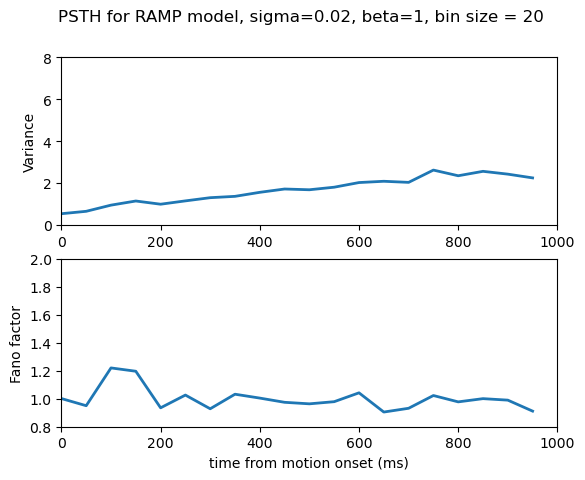 PSTH for RAMP model, sigma=0.02, beta=1, bin size = 20
8
6
4
2
0
Variance
0 200 400 600 800 1000
2.0
1.8
1.6
1.4
1.2
1.0
0.8
Fano factor
0 200 400 600 800 1000
time from motion onset (ms)